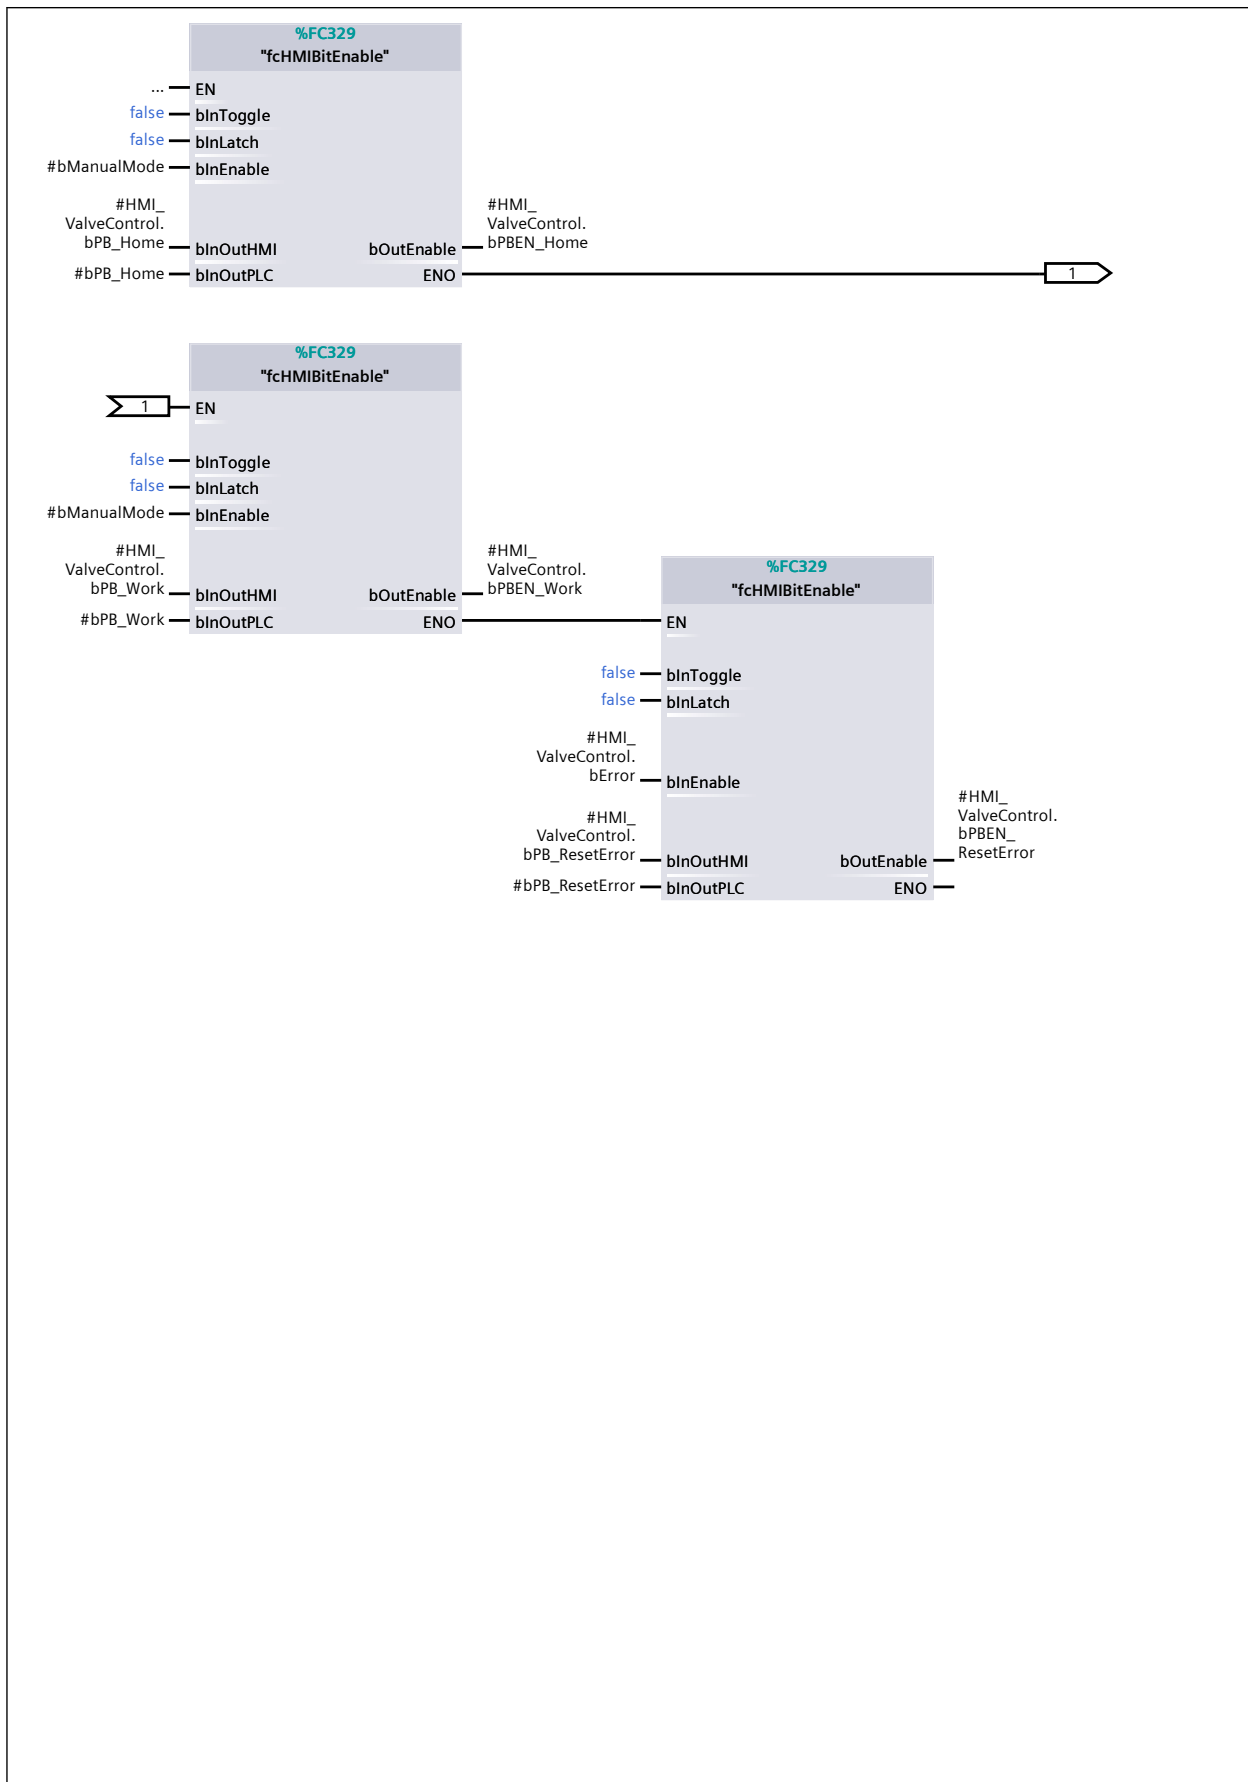 %FC329
"fcHMIBitEnable"
... EN
false bInToggle
false bInLatch
#bManualMode bInEnable
#HMI_
ValveControl.
bPB_Home bInOutHMI
#HMI_
ValveControl.
bOutEnable bPBEN_Home
#bPB_Home bInOutPLC ENO 1
%FC329
"fcHMIBitEnable"
1 EN
false bInToggle
false bInLatch
#bManualMode bInEnable
#HMI_
ValveControl.
bPB_Work bInOutHMI
#HMI_
ValveControl.
bOutEnable bPBEN_Work
#bPB_Work bInOutPLC ENO
%FC329
"fcHMIBitEnable"
EN
false bInToggle
false bInLatch
#HMI_
ValveControl.
bError bInEnable
#HMI_
ValveControl.
bPB_ResetError bInOutHMI
#HMI_
ValveControl.
bPBEN_
bOutEnable ResetError
#bPB_ResetError bInOutPLC ENO